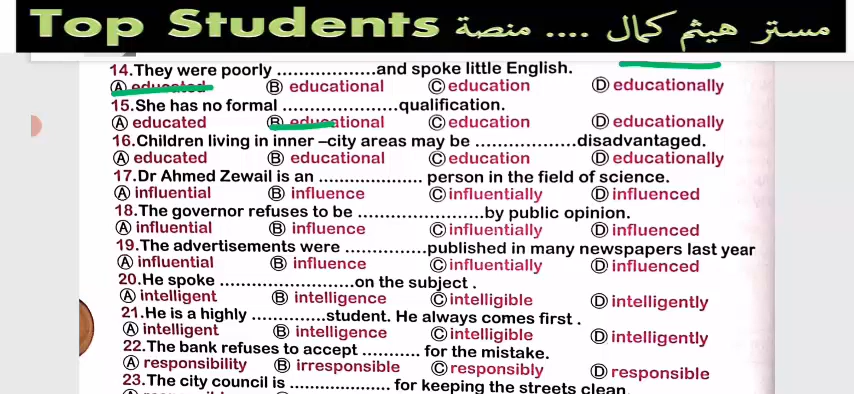 Top Students منصة .... مستر هيثم كمال
14.They were poorly ..................and spoke little English.
Ⓐ educated Ⓑ educational Ⓒ education Ⓓ educationally
15.She has no formal .....................qualification.
Ⓐ educated Ⓑ educational Ⓒ education Ⓓ educationally
16.Children living in inner –city areas may be ..................disadvantaged.
Ⓐ educated Ⓑ educational Ⓒ education Ⓓ educationally
17.Dr Ahmed Zewail is an ................... person in the field of science.
Ⓐ influential Ⓑ influence Ⓒ influentially Ⓓ influenced
18.The governor refuses to be .......................by public opinion.
Ⓐ influential Ⓑ influence Ⓒ influentially Ⓓ influenced
19.The advertisements were ...............published in many newspapers last year
Ⓐ influential Ⓑ influence Ⓒ influentially Ⓓ influenced
20.He spoke .........................on the subject .
Ⓐ intelligent Ⓑ intelligence Ⓒ intelligible Ⓓ intelligently
21.He is a highly ..............student. He always comes first .
Ⓐ intelligent Ⓑ intelligence Ⓒ intelligible Ⓓ intelligently
22.The bank refuses to accept ........... for the mistake.
Ⓐ responsibility Ⓑ irresponsible Ⓒ responsibly Ⓓ responsible
23.The city council is ................... for keeping the streets clean.